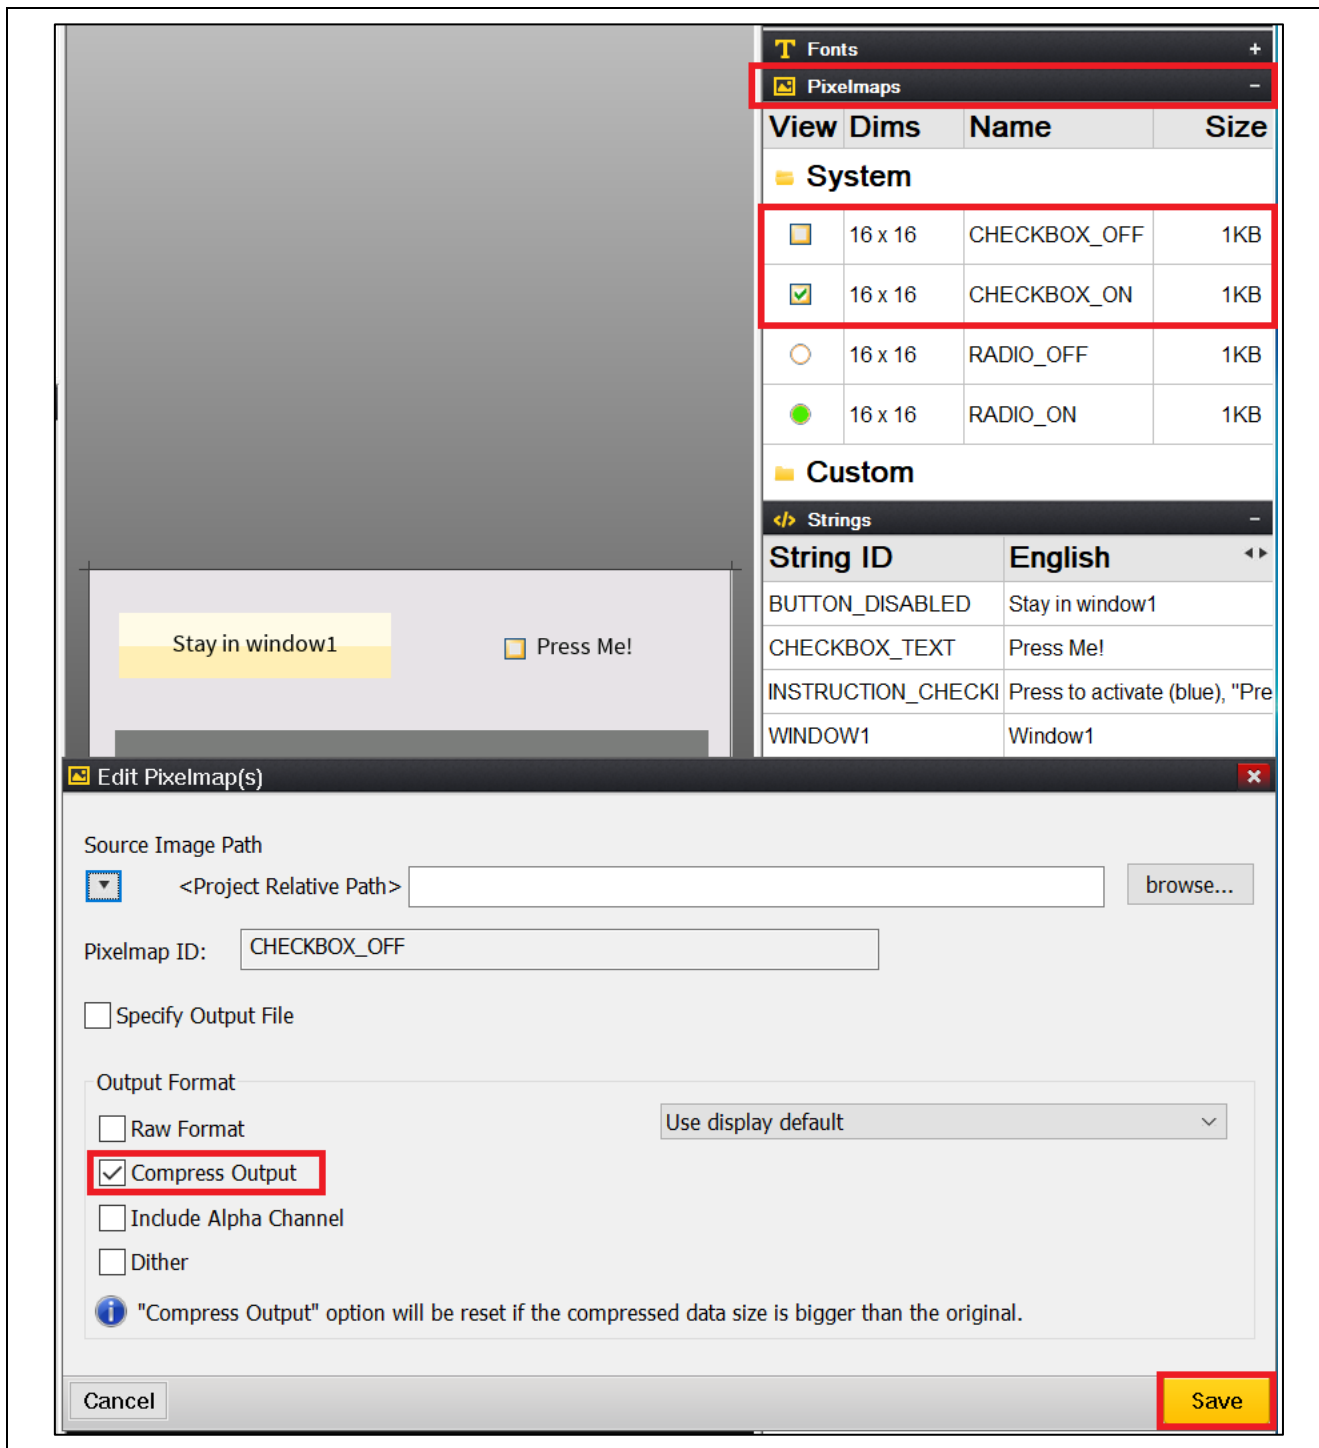 Fonts +
Pixelmaps –
View Dims Name Size
System
16 x 16 CHECKBOX_OFF 1KB
16 x 16 CHECKBOX_ON 1KB
16 x 16 RADIO_OFF 1KB
16 x 16 RADIO_ON 1KB
Custom
</> Strings –
String ID English
BUTTON_DISABLED Stay in window1
CHECKBOX_TEXT Press Me!
INSTRUCTION_CHECKI Press to activate (blue), "Pre
WINDOW1 Window1
Stay in window1 Press Me!
Edit Pixelmap(s)
Source Image Path
<Project Relative Path> browse...
Pixelmap ID: CHECKBOX_OFF
Specify Output File
Output Format
Raw Format Use display default
Compress Output
Include Alpha Channel
Dither
"Compress Output" option will be reset if the compressed data size is bigger than the original.
Cancel Save